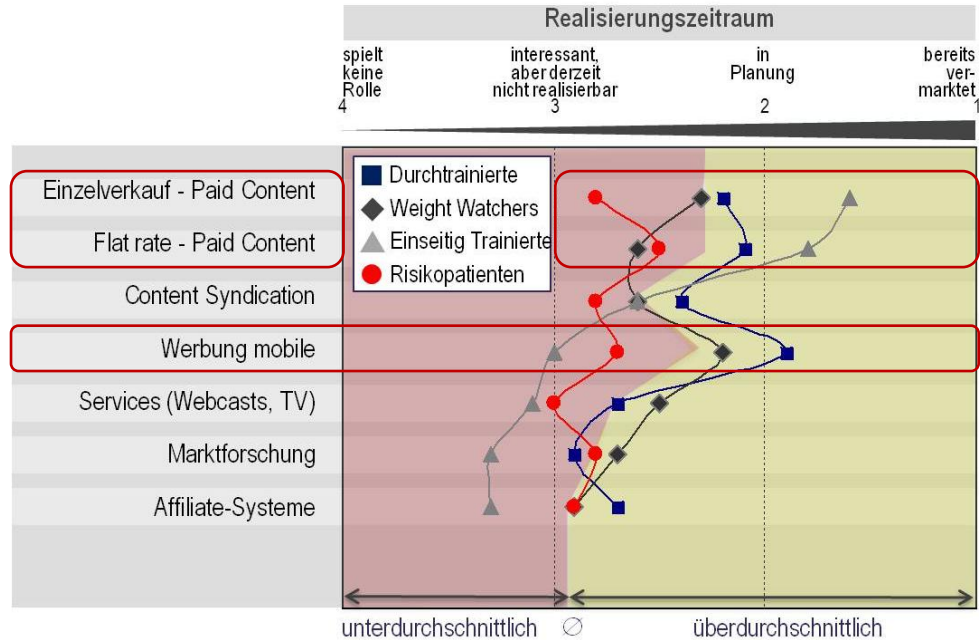 Realisierungszeitraum
spielt
keine
Rolle
4
interessant,
aber derzeit
nicht realisierbar
3
in
Planung
2
bereits
ver-
marktet
1
Durchtrainierte
Weight Watchers
Einseitig Trainierte
Risikopatienten
Einzelverkauf - Paid Content
Flat rate - Paid Content
Content Syndication
Werbung mobile
Services (Webcasts, TV)
Marktforschung
Affiliate-Systeme
unterdurchschnittlich ∅ überdurchschnittlich